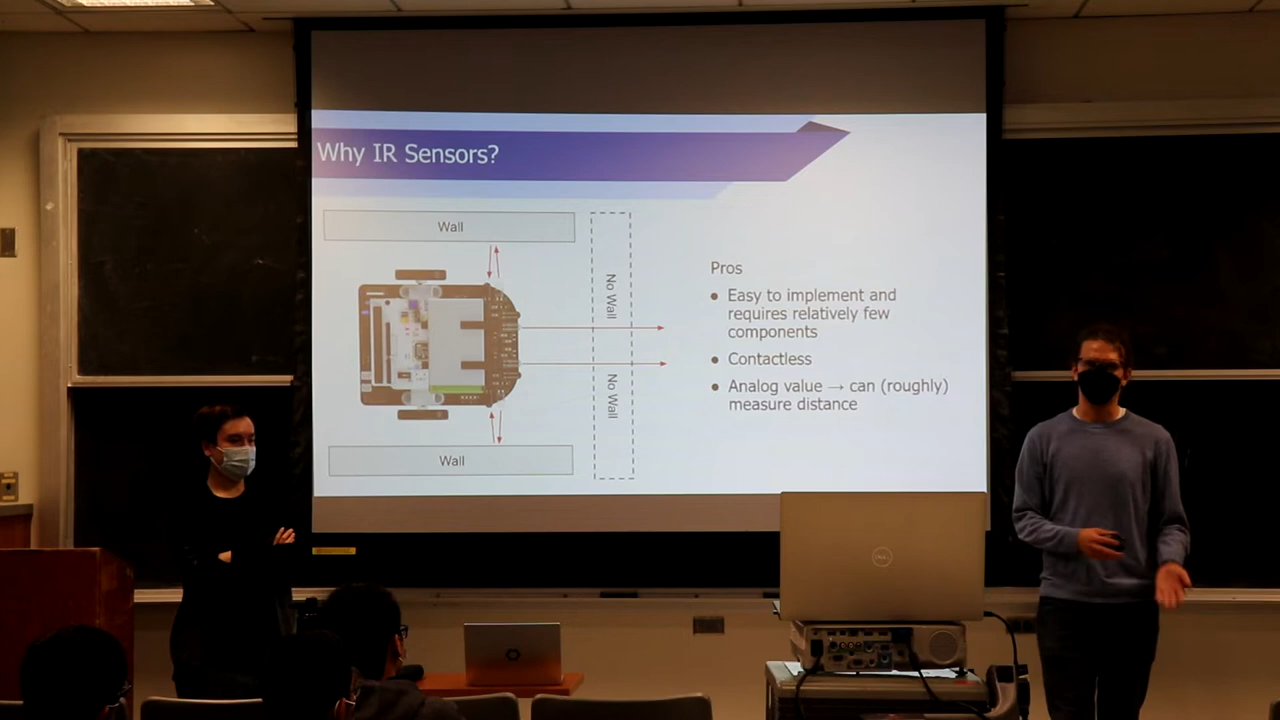 Why IR Sensors?
Wall
No Wall
No Wall
Wall
Pros
• Easy to implement and
requires relatively few
components
• Contactless
• Analog value → can (roughly)
measure distance
DELL